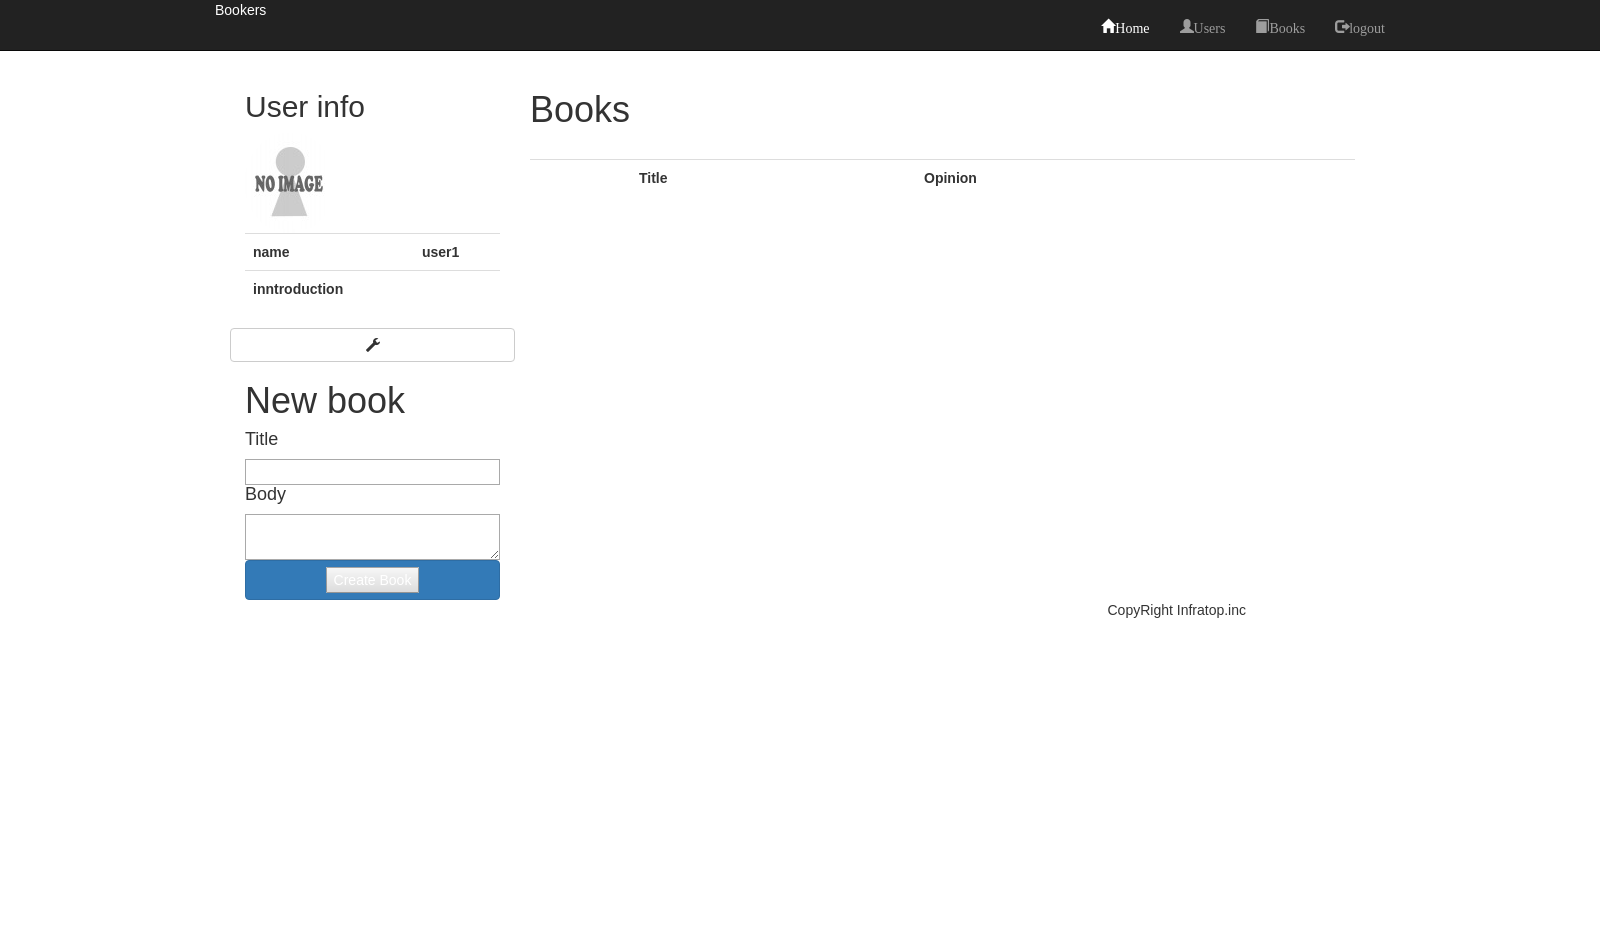 Bookers
Home Users Books logout
User info
NO IMAGE
name user1
inntroduction
New book
Title
Body
Create Book
Books
Title Opinion
CopyRight Infratop.inc